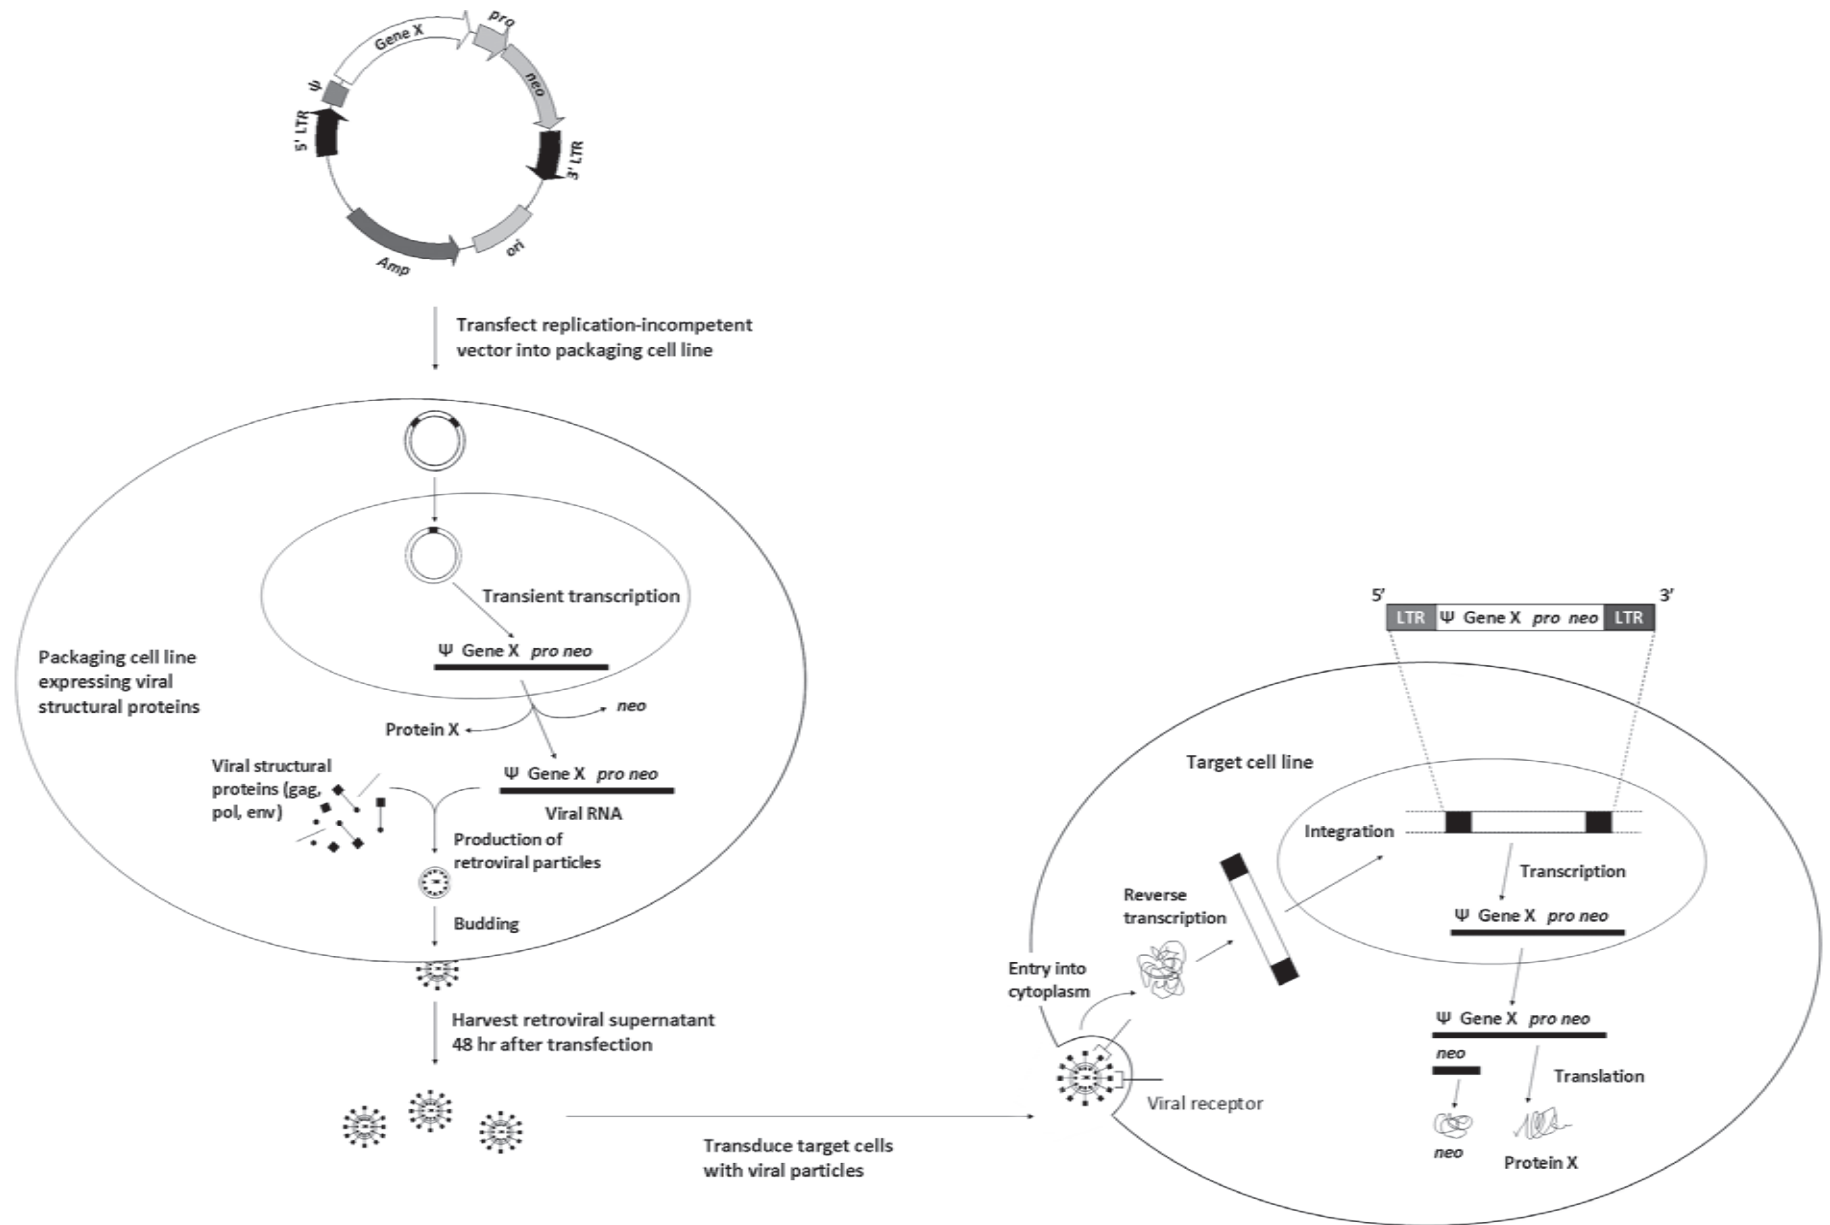 Gene X
pro
neo
Ψ
5' LTR
3' LTR
Amp
ori
Transfect replication-incompetent
vector into packaging cell line
Transient transcription
Ψ Gene X pro neo
Packaging cell line
expressing viral
structural proteins
neo
Protein X
Viral structural
proteins (gag,
pol, env)
Ψ Gene X pro neo
Viral RNA
Production of
retroviral particles
Budding
Harvest retroviral supernatant
48 hr after transfection
Transduce target cells
with viral particles
5' 3'
LTR Ψ Gene X pro neo LTR
Target cell line
Integration
Transcription
Ψ Gene X pro neo
Reverse
transcription
Entry into
cytoplasm
Viral receptor
Ψ Gene X pro neo
neo
Translation
neo
Protein X